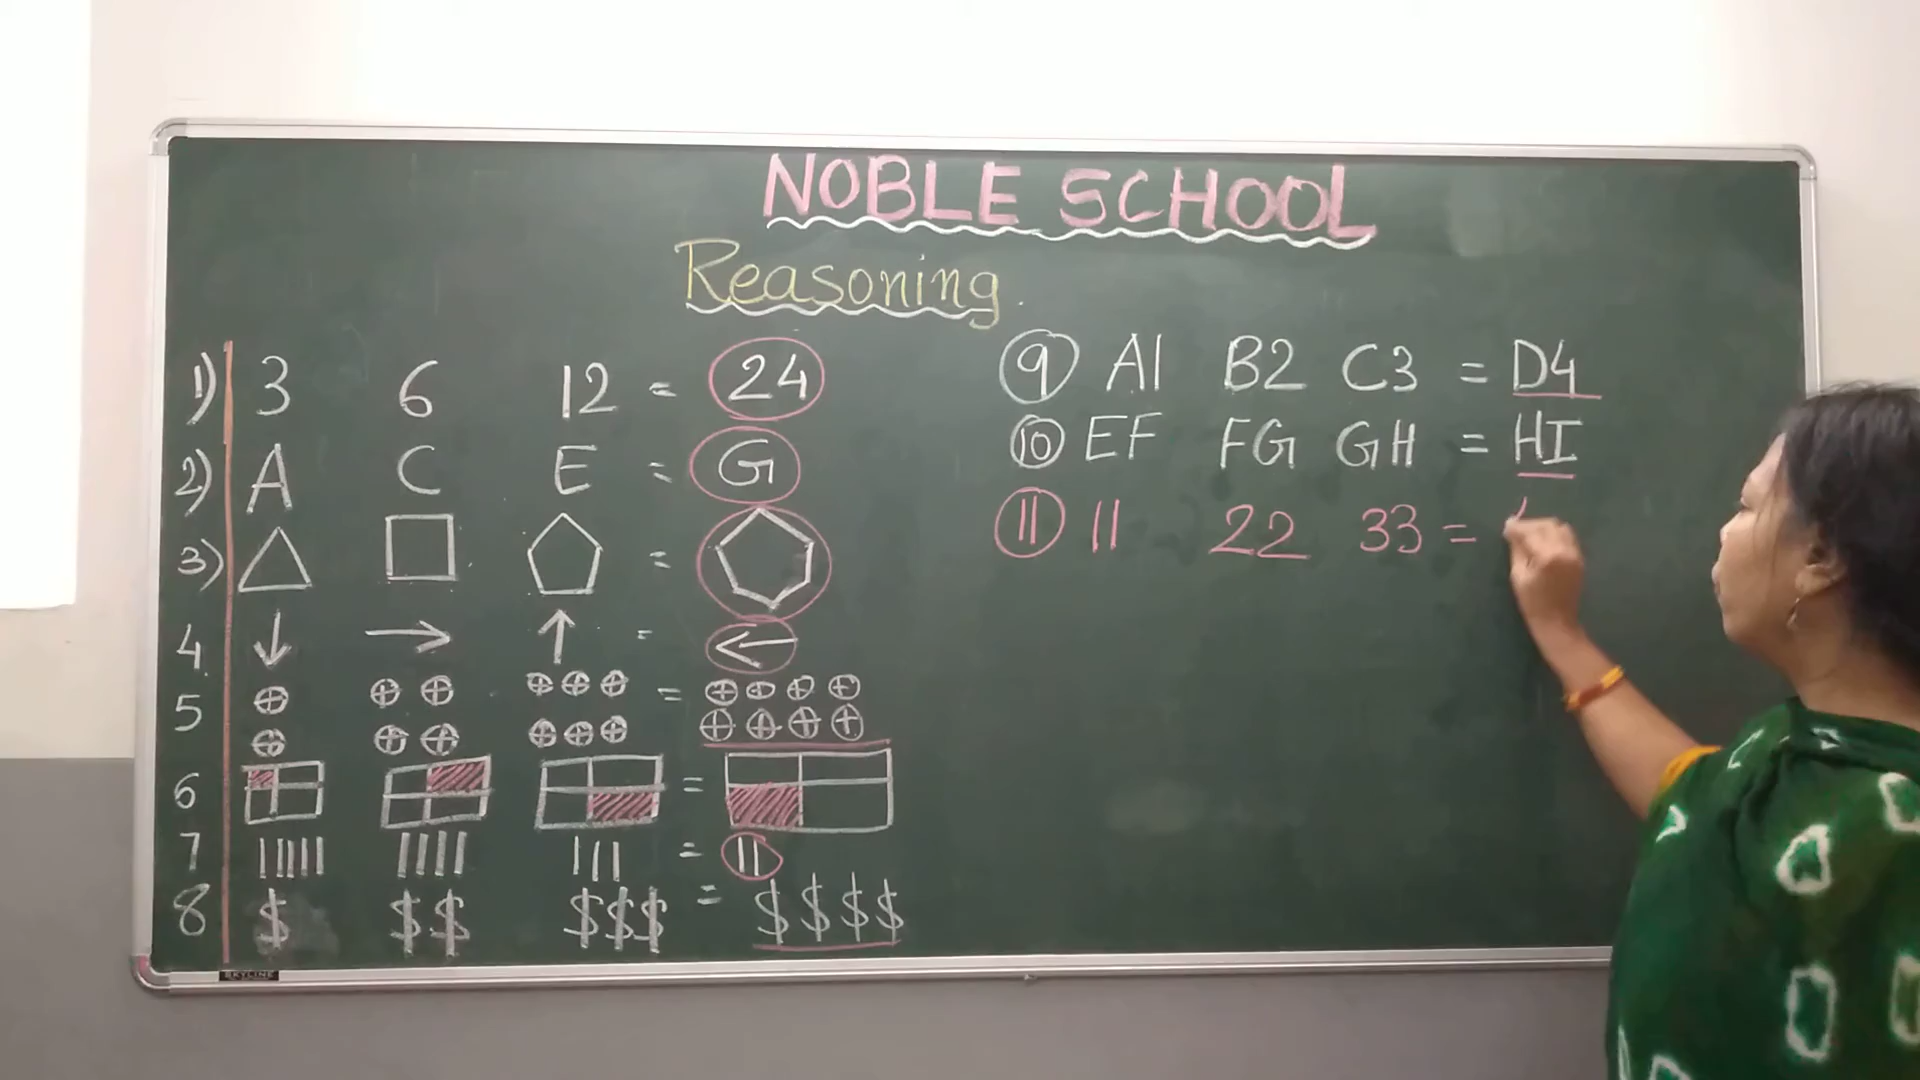 NOBLE SCHOOL
Reasoning.
1) 3 6 12 = 24
2) A C E = G
3) =
4 =
5 =
6 =
7 =
8 $ $$ $$$ = $$$$
9 A1 B2 C3 = D4
10 EF FG GH = HI
11 11 22 33 =
SKYLINE